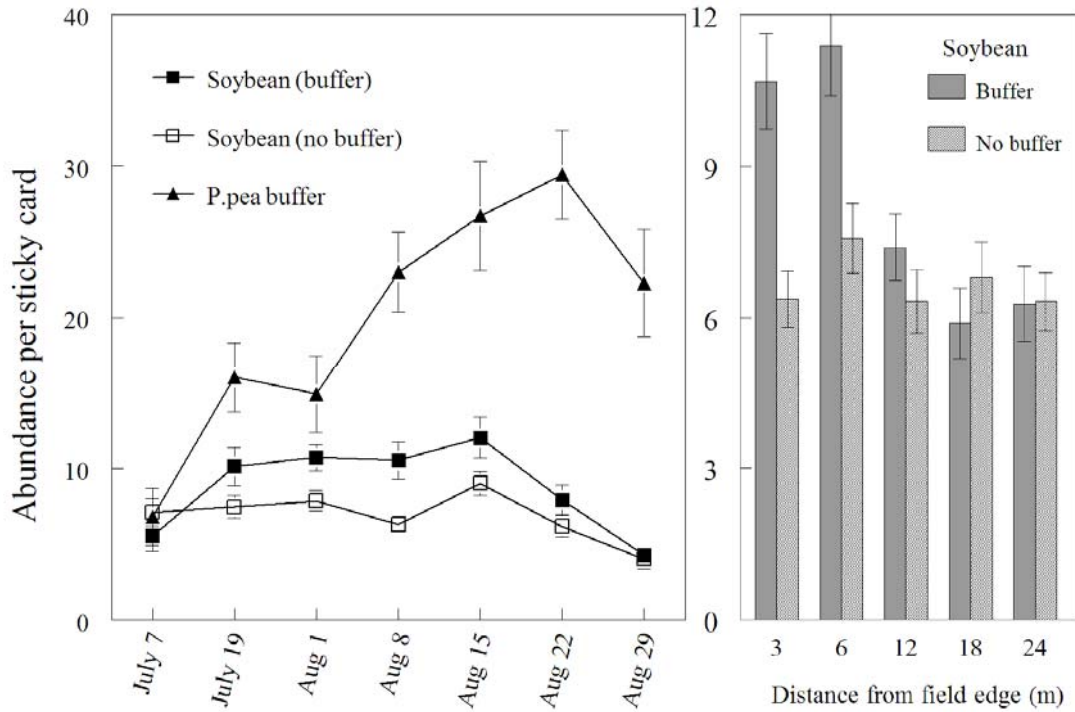 Abundance per sticky card
40
30
20
10
0
Soybean (buffer)
Soybean (no buffer)
P.pea buffer
July 7
July 19
Aug 1
Aug 8
Aug 15
Aug 22
Aug 29
12
9
6
3
0
Soybean
Buffer
No buffer
3 6 12 18 24
Distance from field edge (m)